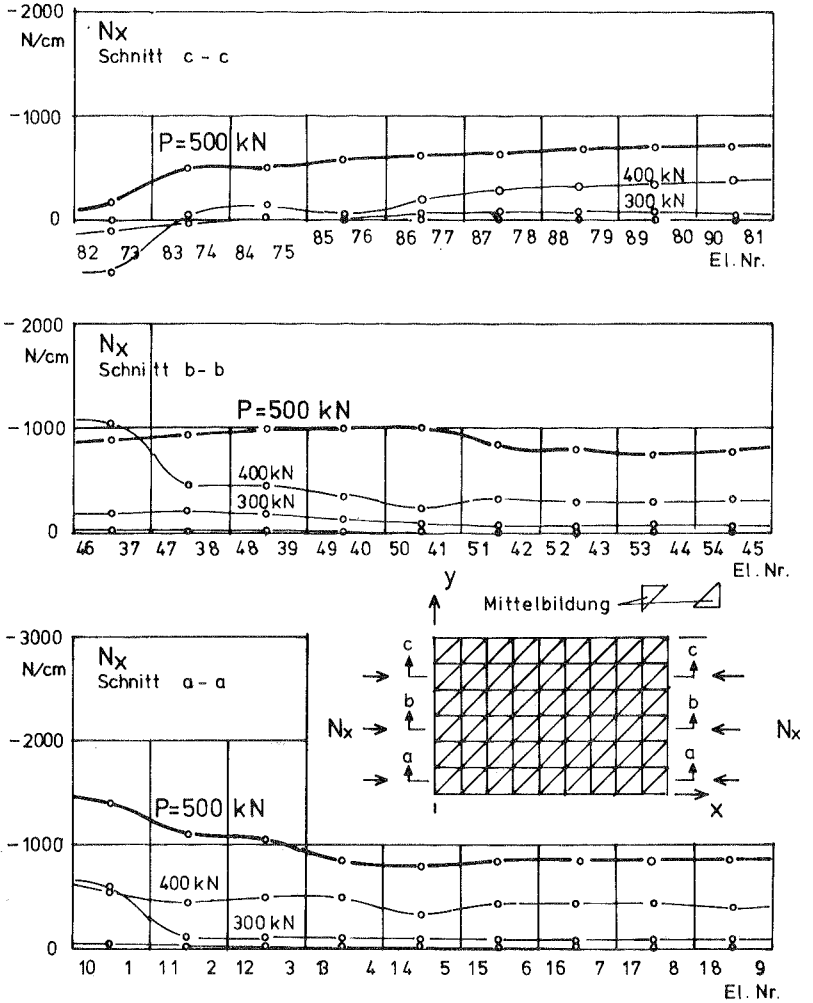 -2000
N/cm
Nx
Schnitt c - c
-1000
P=500 kN
400 kN
300 kN
0
82 73 83 74 84 75 85 76 86 77 87 78 88 79 89 80 90 81
El. Nr.
-2000
N/cm
Nx
Schnitt b - b
P=500 kN
-1000
400 kN
300 kN
0
46 37 47 38 48 39 49 40 50 41 51 42 52 43 53 44 54 45
El. Nr.
y
Mittelbildung
-3000
N/cm
Nx
Schnitt a - a
c c
b b
Nx Nx
a a
x
-2000
P=500 kN
-1000
400 kN
300 kN
0
10 1 11 2 12 3 13 4 14 5 15 6 16 7 17 8 18 9
El. Nr.